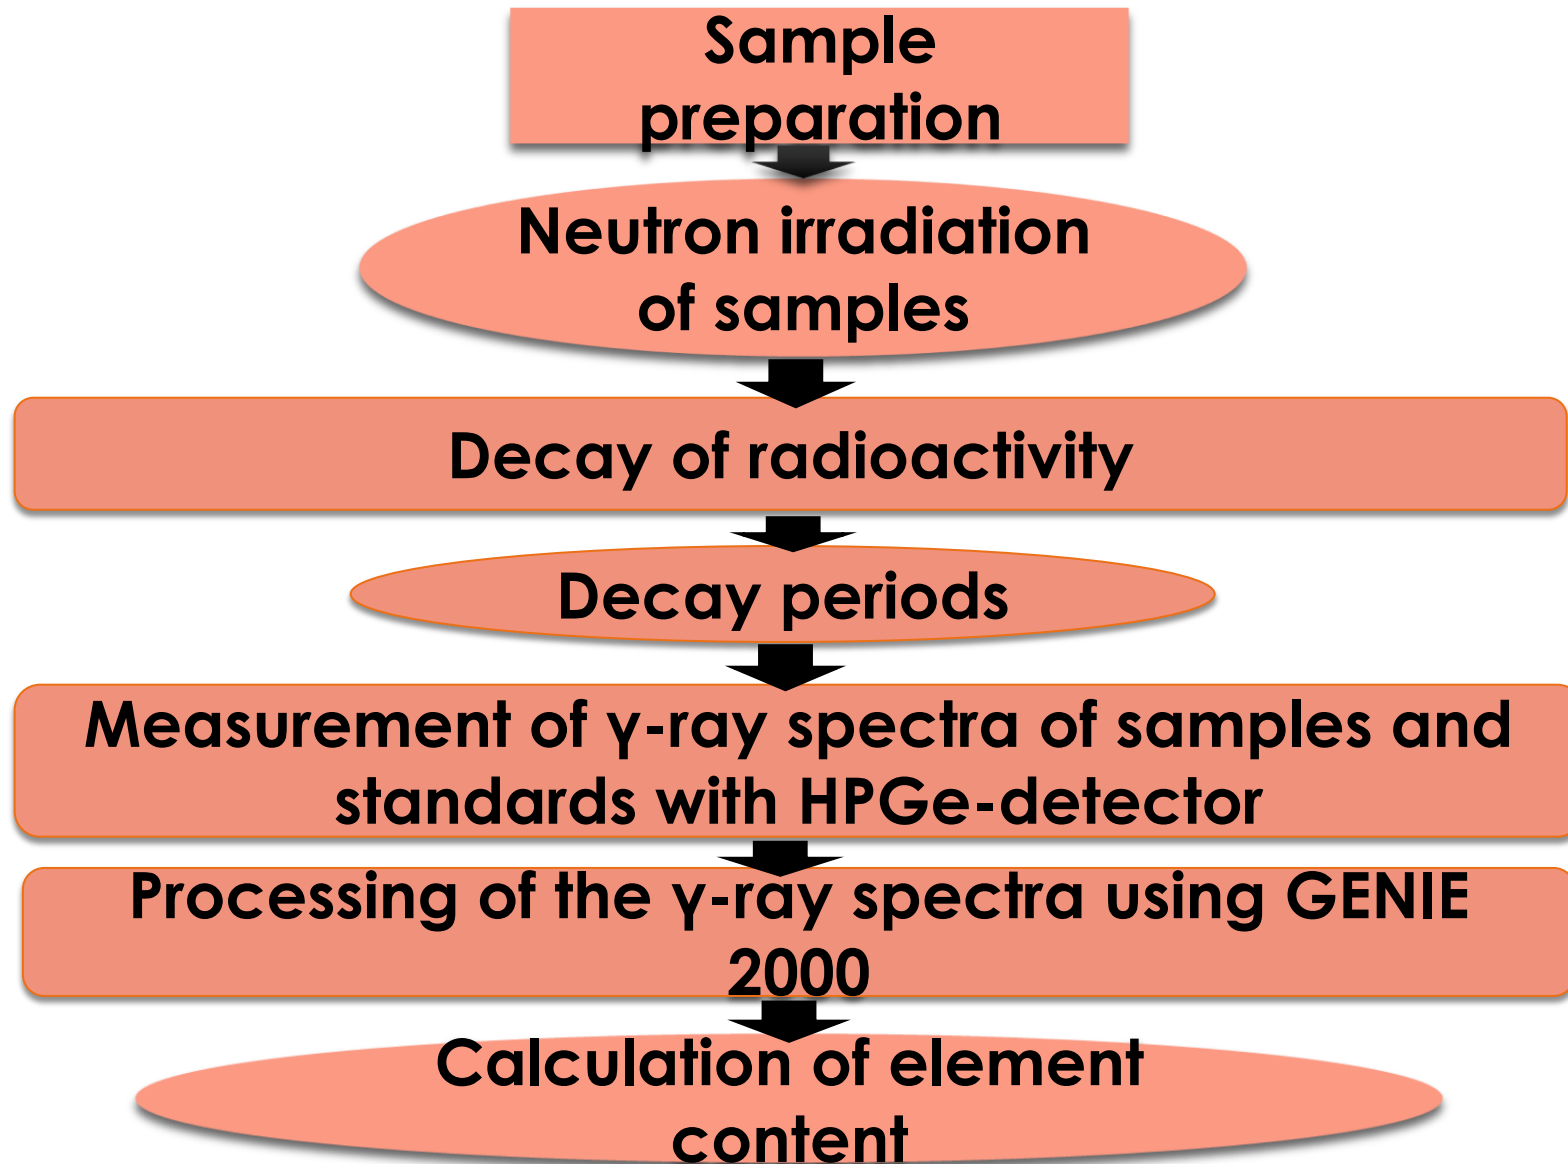 Sample
preparation
Neutron irradiation
of samples
Decay of radioactivity
Decay periods
Measurement of γ-ray spectra of samples and
standards with HPGe-detector
Processing of the γ-ray spectra using GENIE
2000
Calculation of element
content